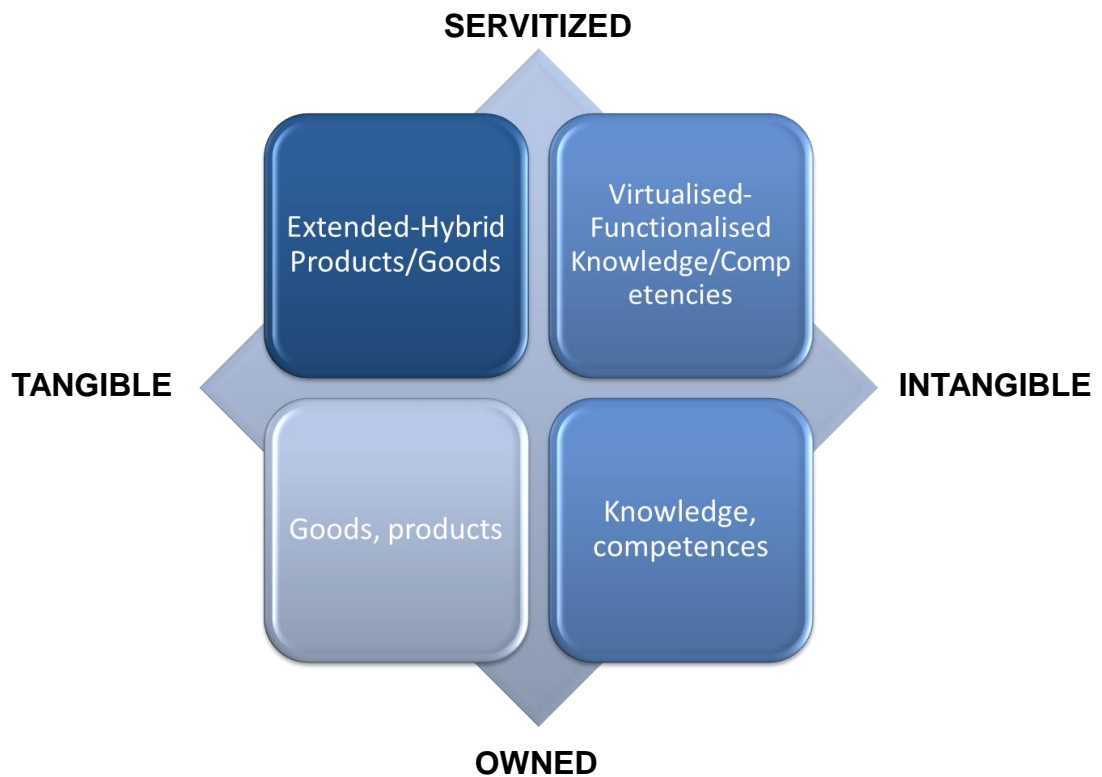 SERVITIZED
Extended-Hybrid
Products/Goods
Virtualised-
Functionalised
Knowledge/Comp
etencies
TANGIBLE
INTANGIBLE
Goods, products
Knowledge,
competences
OWNED